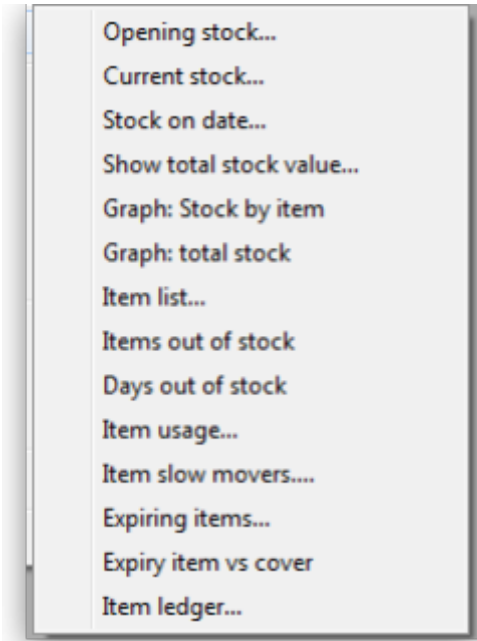 Opening stock...
Current stock...
Stock on date...
Show total stock value...
Graph: Stock by item
Graph: total stock
Item list...
Items out of stock
Days out of stock
Item usage...
Item slow movers....
Expiring items...
Expiry item vs cover
Item ledger...